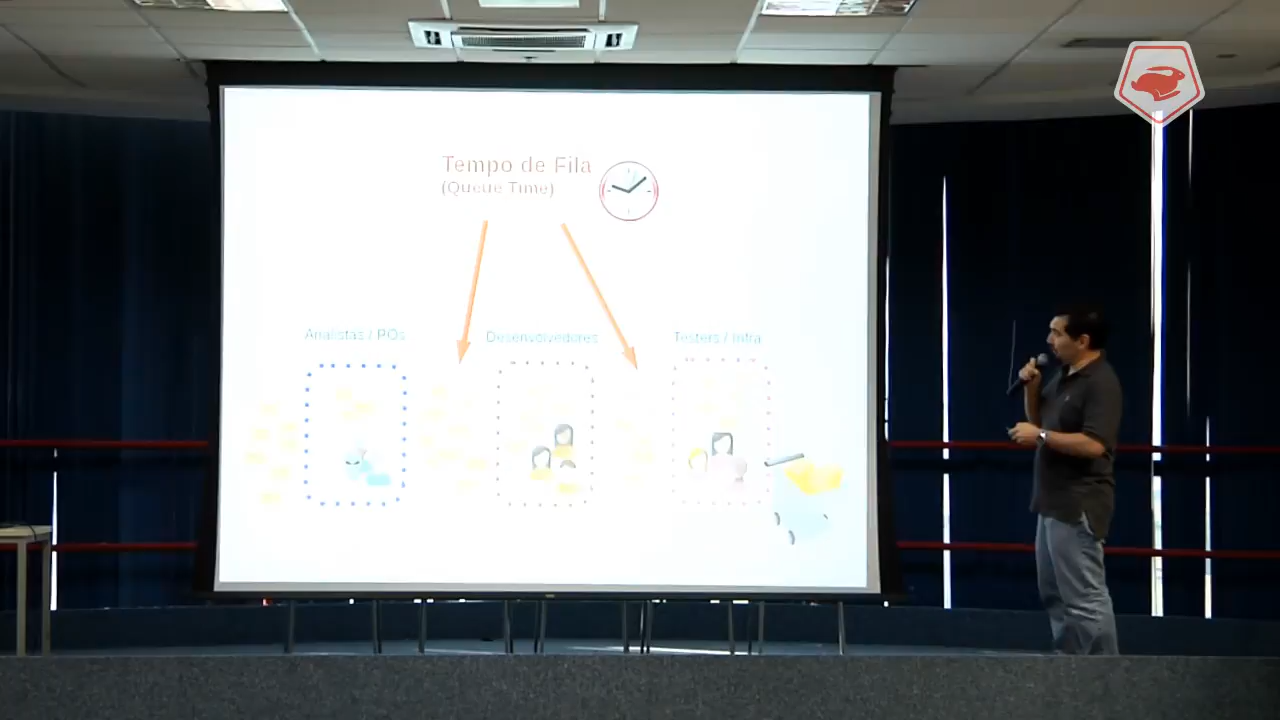 Tempo de Fila
(Queue Time)
Analistas / POs
Desenvolvedores
Testers / Infra